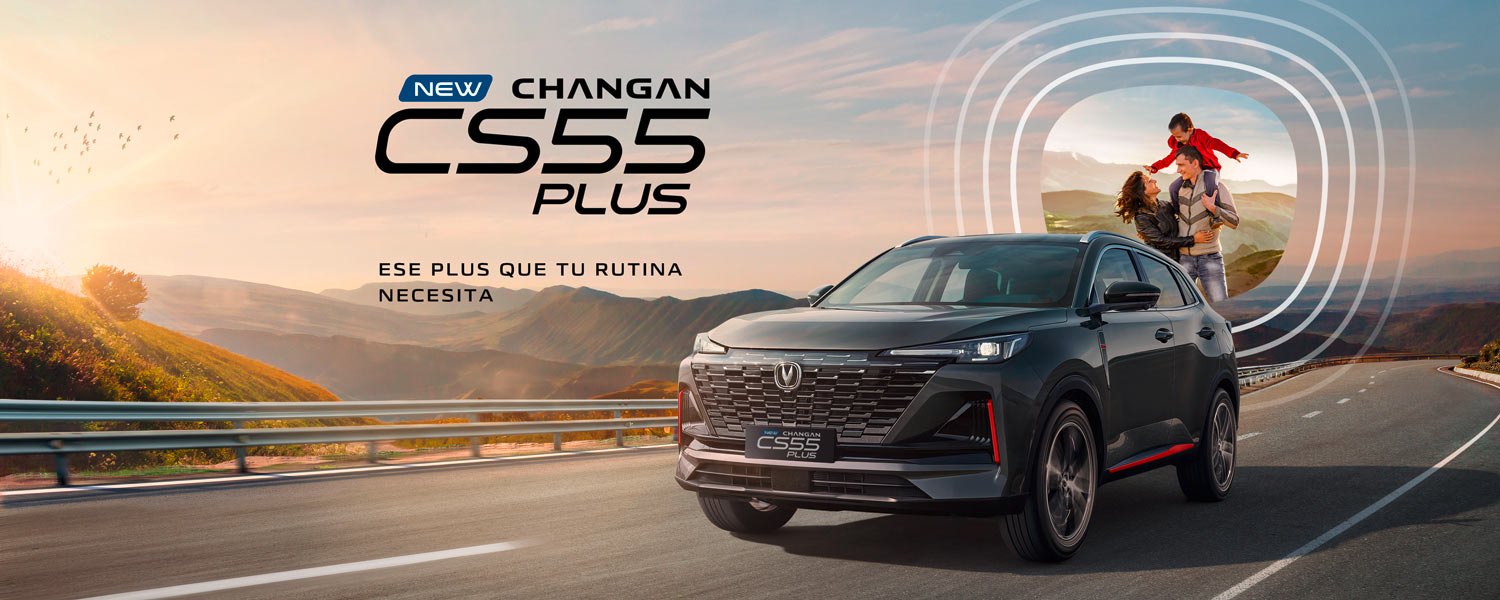 NEW CHANGAN
CS55
PLUS
ESE PLUS QUE TU RUTINA
NECESITA
NEW CHANGAN
CS55
PLUS